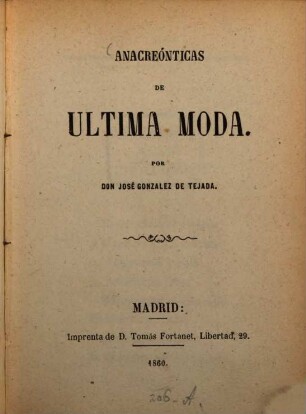 ANACREÓNTICAS
DE
ULTIMA MODA.
POR
DON JOSÉ GONZALEZ DE TEJADA.
MADRID:
Imprenta de D. Tomás Fortanet, Libertad, 29.
1860.